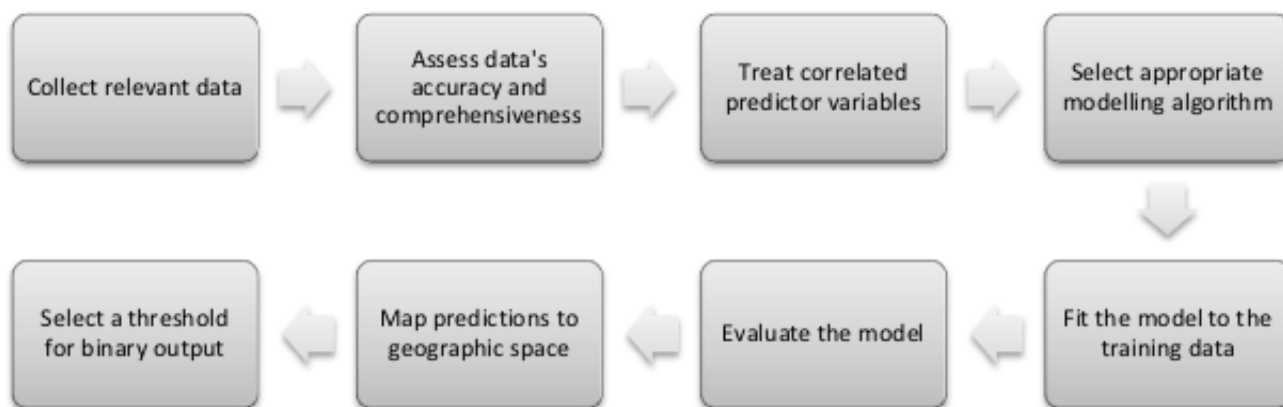 Collect relevant data
Assess data's
accuracy and
comprehensiveness
Treat correlated
predictor variables
Select appropriate
modelling algorithm
Fit the model to the
training data
Evaluate the model
Map predictions to
geographic space
Select a threshold
for binary output